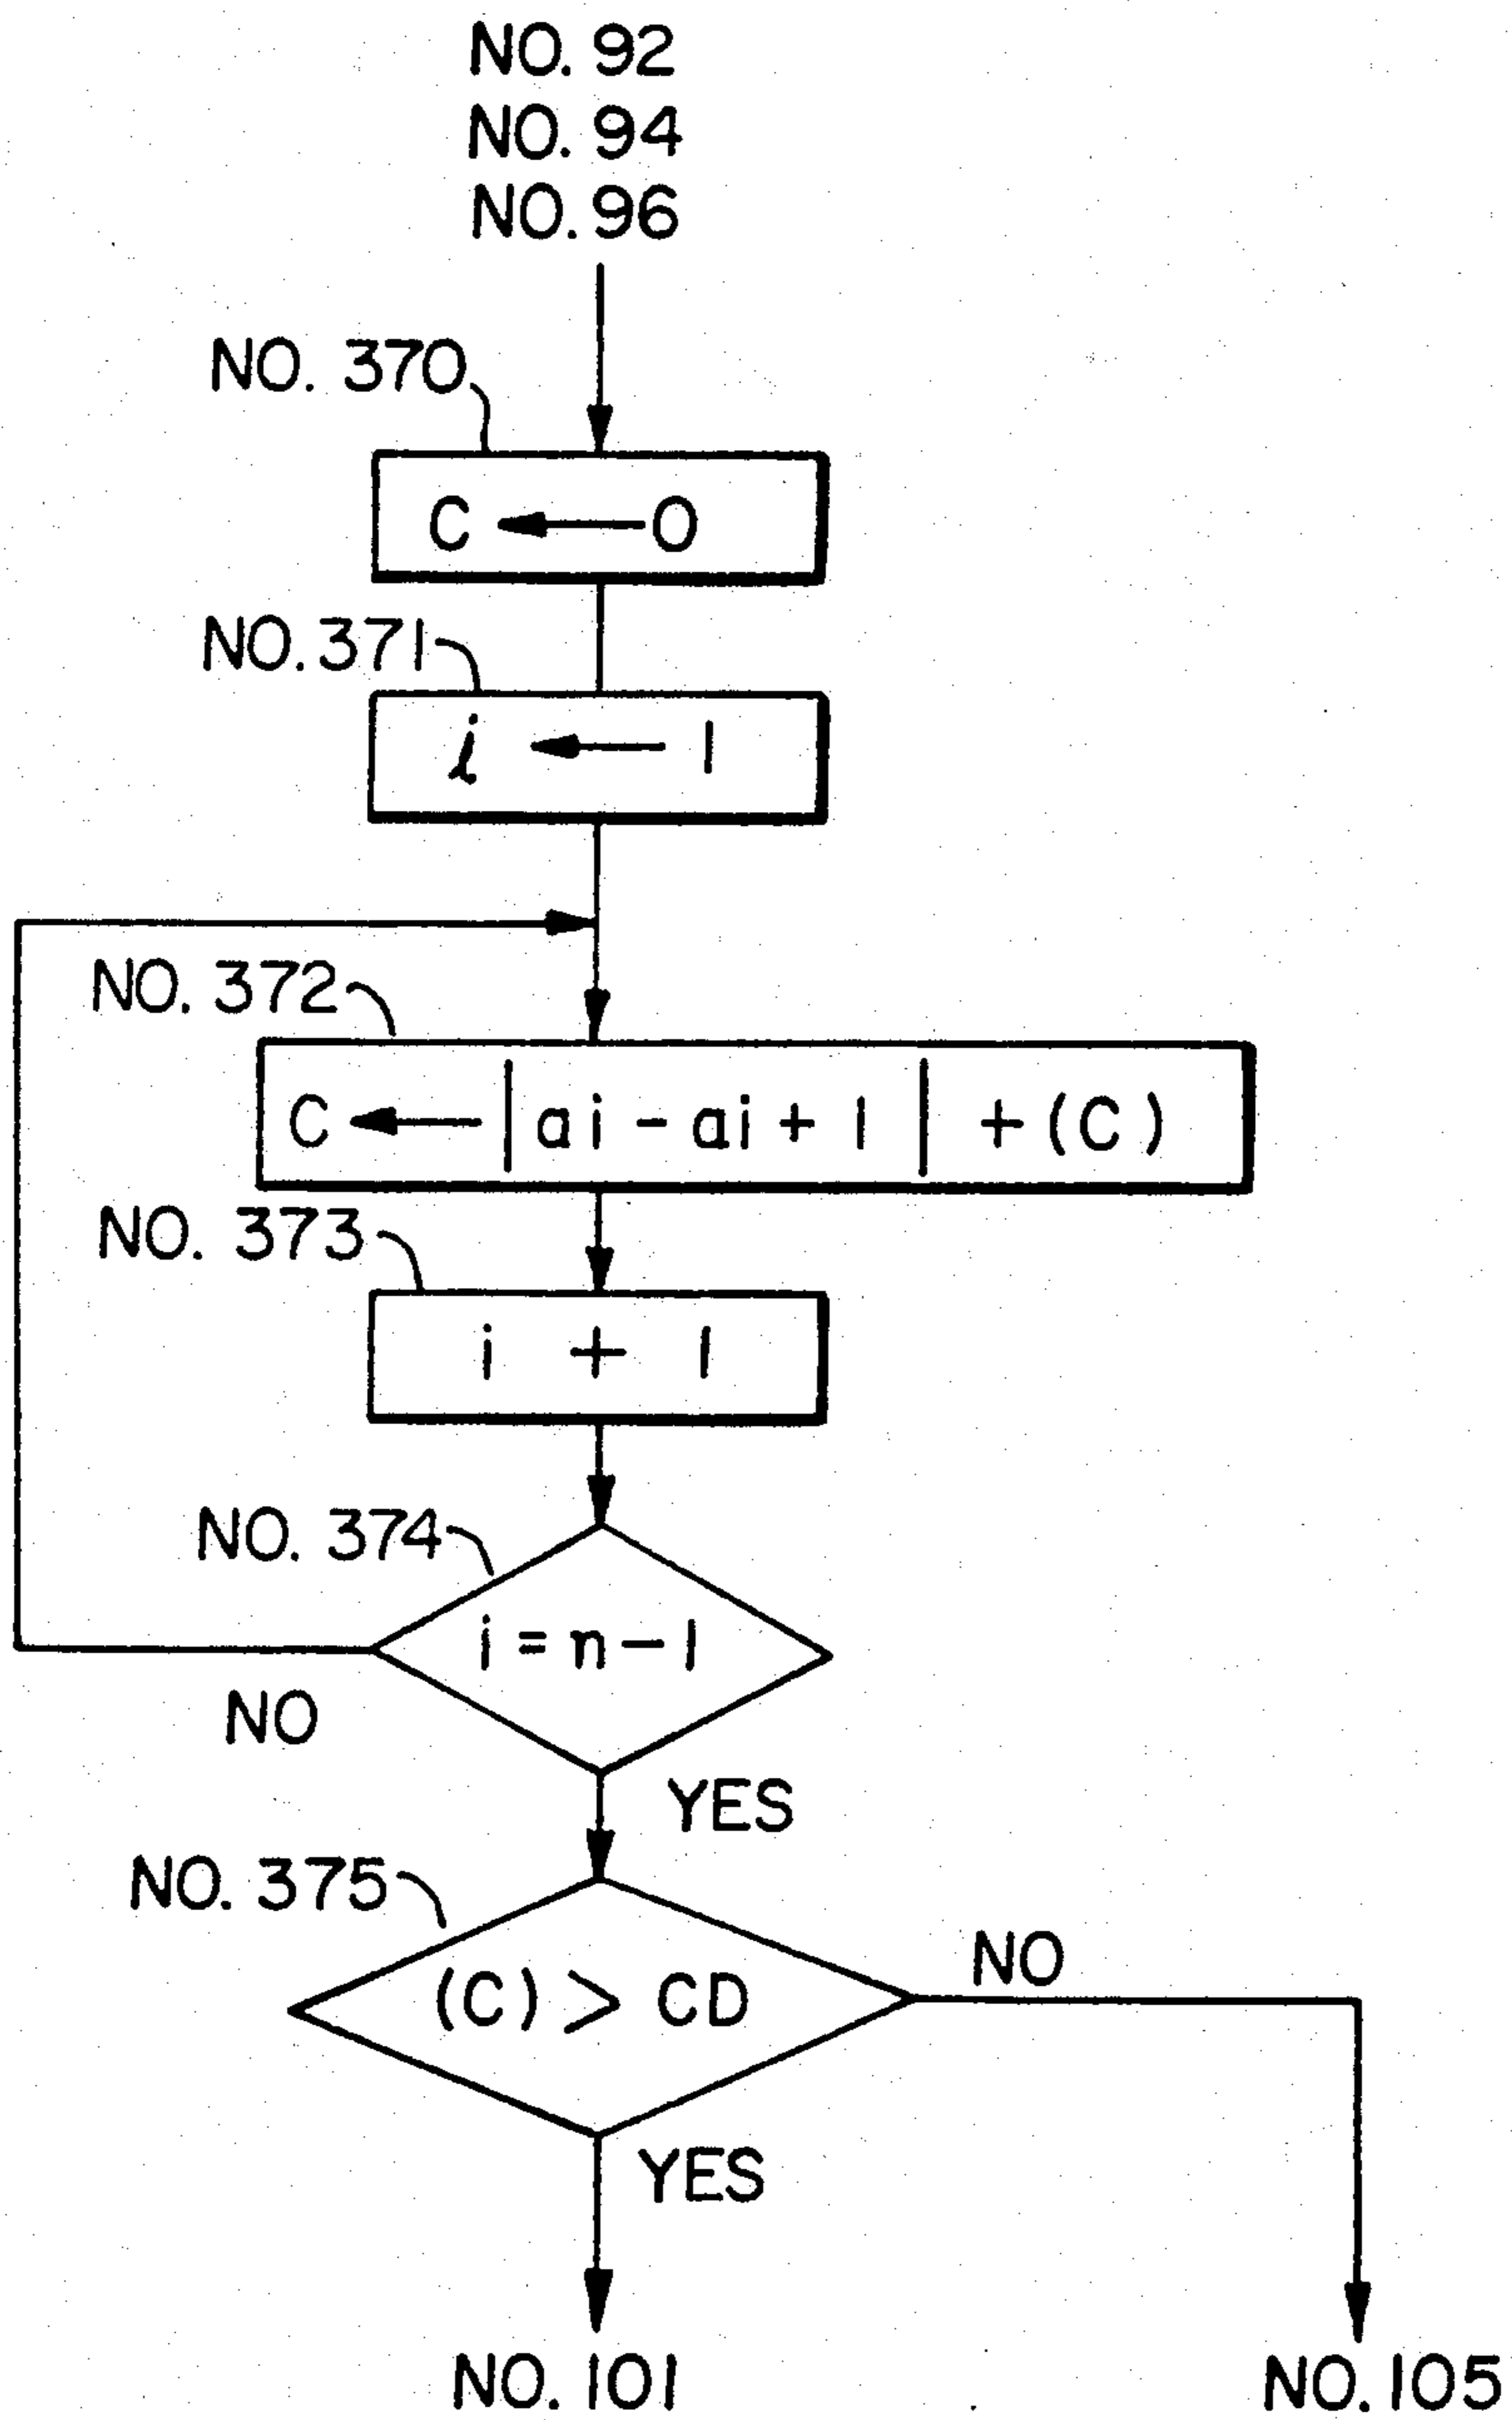 NO. 92
NO. 94
NO. 96
NO. 370
C ← O
NO. 371
i ← 1
NO. 372
C ← | ai - ai + 1 | + (C)
NO. 373
i + 1
NO. 374
i = n - 1
NO
YES
NO. 375
(C) > CD
NO
YES
NO. 101
NO. 105